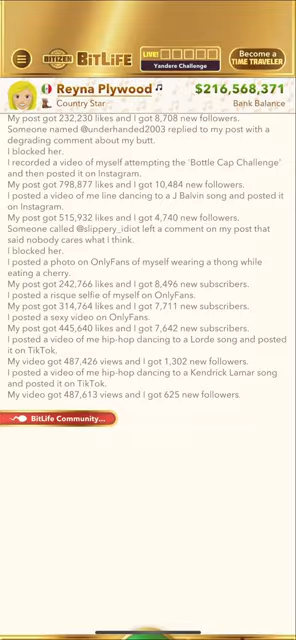 BITIZEN
BitLife
LIVE!
Yandere Challenge
Become a
TIME TRAVELER
Reyna Plywood
$216,568,371
Country Star
Bank Balance
My post got 232,230 likes and I got 8,708 new followers.
Someone named @underhanded2003 replied to my post with a
degrading comment about my butt.
I blocked her.
I recorded a video of myself attempting the 'Bottle Cap Challenge'
and then posted it on Instagram.
My post got 798,877 likes and I got 10,484 new followers.
I posted a video of me line dancing to a J Balvin song and posted it
on Instagram.
My post got 515,932 likes and I got 4,740 new followers.
Someone called @slippery_idiot left a comment on my post that
said nobody cares what I think.
I blocked her.
I posted a photo on OnlyFans of myself wearing a thong while
eating a cherry.
My post got 242,766 likes and I got 8,496 new subscribers.
I posted a risque selfie of myself on OnlyFans.
My post got 314,764 likes and I got 7,711 new subscribers.
I posted a sexy video on OnlyFans.
My post got 445,640 likes and I got 7,642 new subscribers.
I posted a video of me hip-hop dancing to a Lorde song and posted
it on TikTok.
My video got 487,426 views and I got 1,302 new followers.
I posted a video of me hip-hop dancing to a Kendrick Lamar song
and posted it on TikTok.
My video got 487,613 views and I got 625 new followers.
BitLife Community...